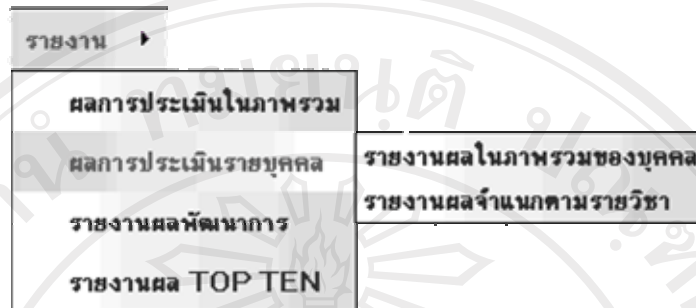 รายงาน
ผลการประเมินในภาพรวม
ผลการประเมินรายบุคคล
รายงานผลในภาพรวมของบุคคล
รายงานผลจำแนกตามรายวิชา
รายงานผลพัฒนาการ
รายงานผล TOP TEN